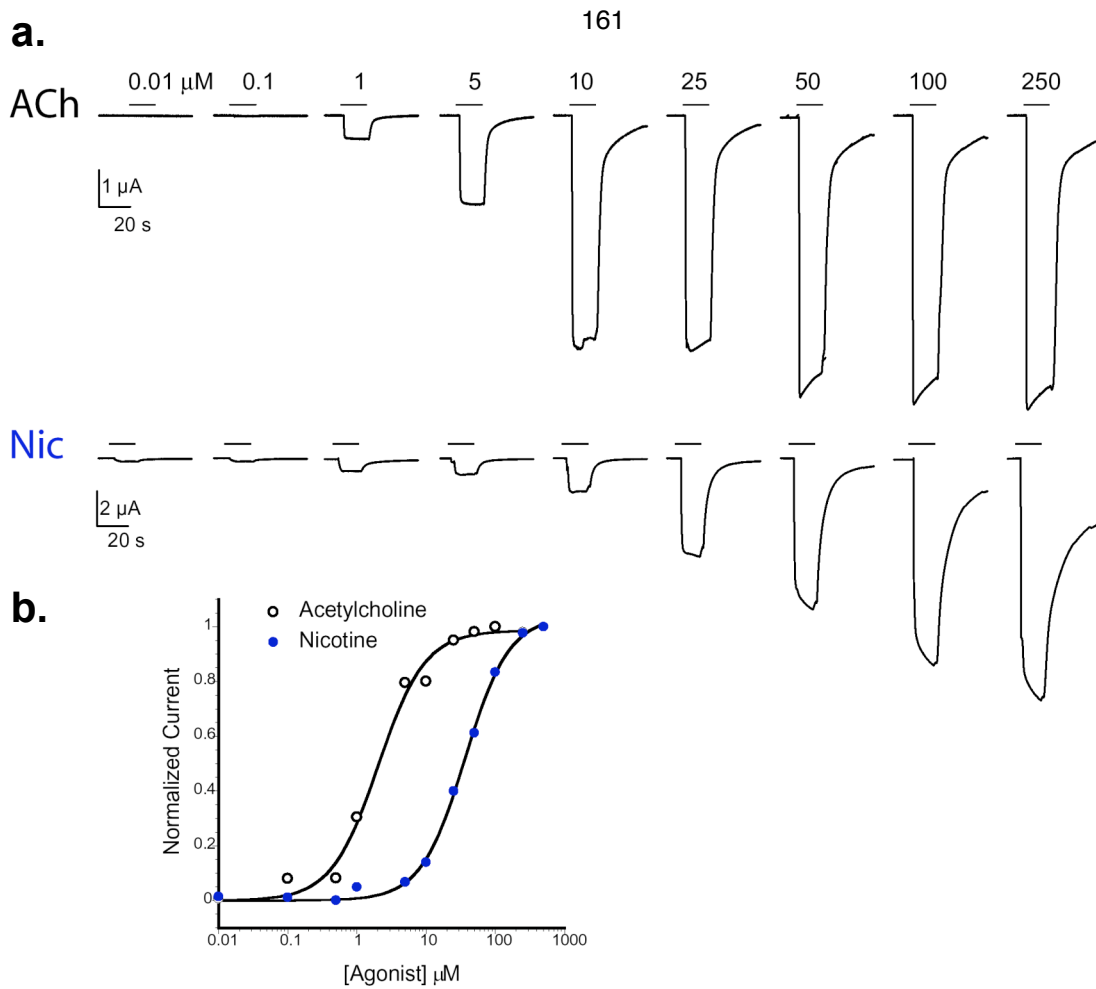 161
a.
0.01 μM 0.1 1 5 10 25 50 100 250
ACh
1 μA
20 s
Nic
2 μA
20 s
b.
Acetylcholine
Nicotine
1
0.8
0.6
0.4
0.2
0
Normalized Current
0.01 0.1 1 10 100 1000
[Agonist] μM